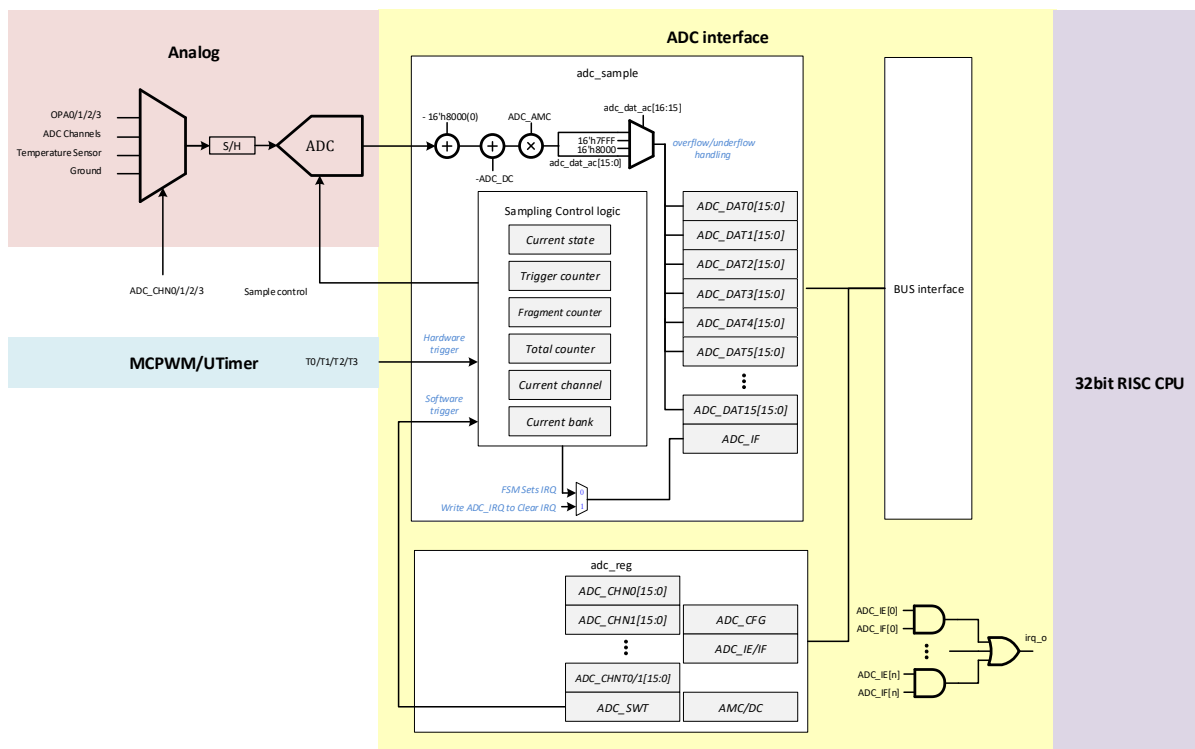 ADC interface
Analog
adc_sample
OPA0/1/2/3
ADC Channels
Temperature Sensor
Ground
S/H
ADC
- 16'h8000(0)
ADC_AMC
adc_dat_ac[16:15]
16'h7FFF
16'h8000
adc_dat_ac[15:0]
-ADC_DC
overflow/underflow
handling
ADC_CHN0/1/2/3
Sample control
Sampling Control logic
Current state
Trigger counter
Fragment counter
Total counter
Current channel
Current bank
ADC_DAT0[15:0]
ADC_DAT1[15:0]
ADC_DAT2[15:0]
ADC_DAT3[15:0]
ADC_DAT4[15:0]
ADC_DAT5[15:0]
ADC_DAT15[15:0]
ADC_IF
BUS interface
32bit RISC CPU
MCPWM/UTimer
T0/T1/T2/T3
Hardware
trigger
Software
trigger
FSM Sets IRQ
0
Write ADC_IRQ to Clear IRQ
1
adc_reg
ADC_CHN0[15:0]
ADC_CHN1[15:0]
ADC_CFG
ADC_IE/IF
ADC_CHNT0/1[15:0]
ADC_SWT
AMC/DC
ADC_IE[0]
ADC_IF[0]
irq_o
ADC_IE[n]
ADC_IF[n]